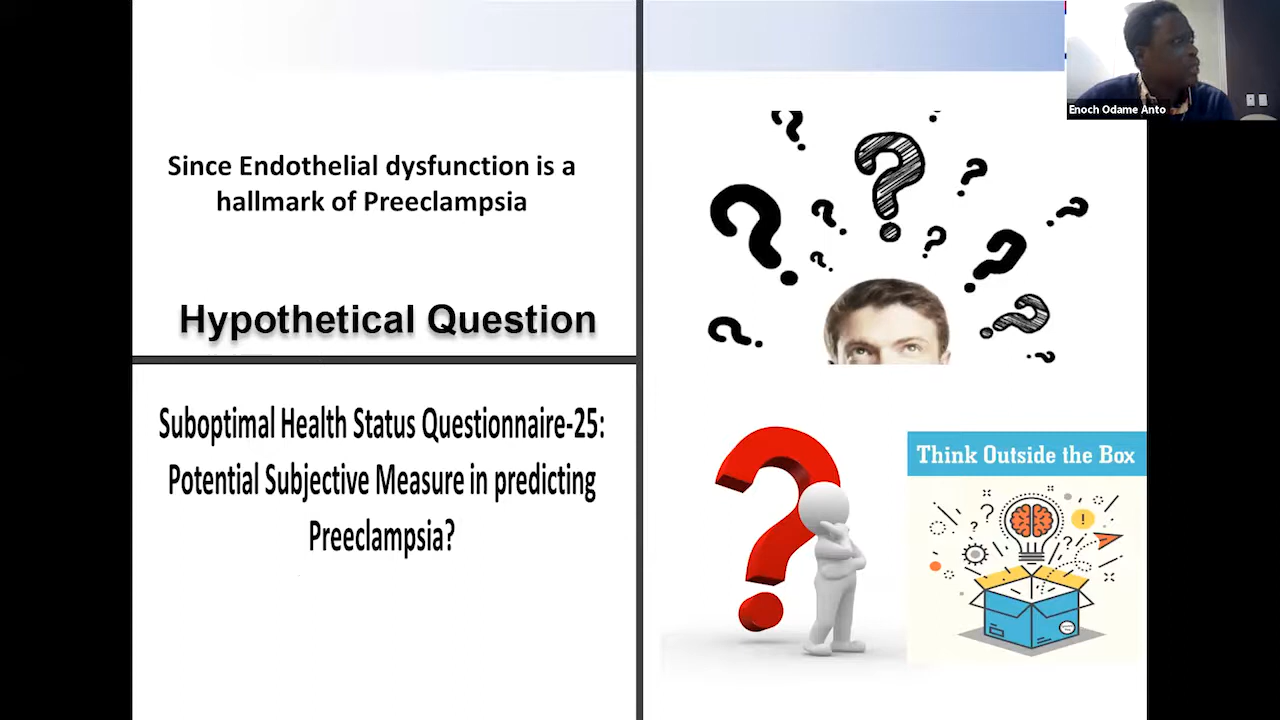 Since Endothelial dysfunction is a
hallmark of Preeclampsia
Hypothetical Question
Suboptimal Health Status Questionnaire-25:
Potential Subjective Measure in predicting
Preeclampsia?
Think Outside the Box
Enoch Odame Anto